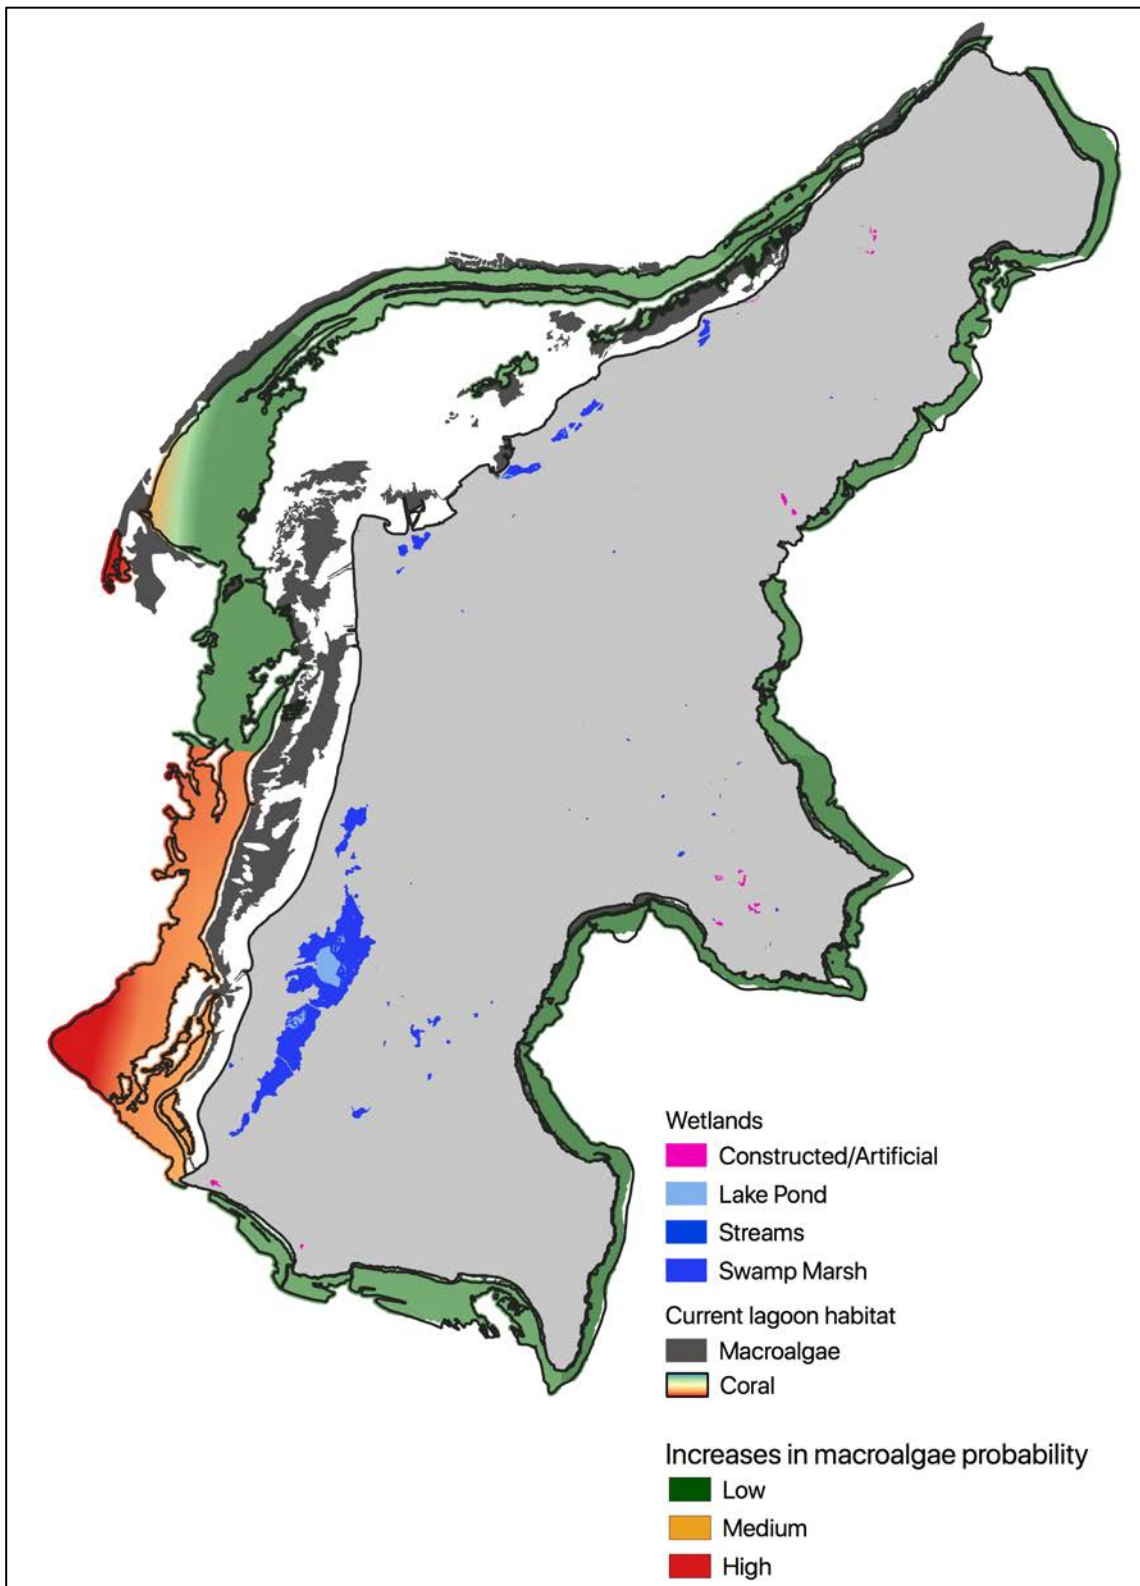 Wetlands
Constructed/Artificial
Lake Pond
Streams
Swamp Marsh
Current lagoon habitat
Macroalgae
Coral
Increases in macroalgae probability
Low
Medium
High